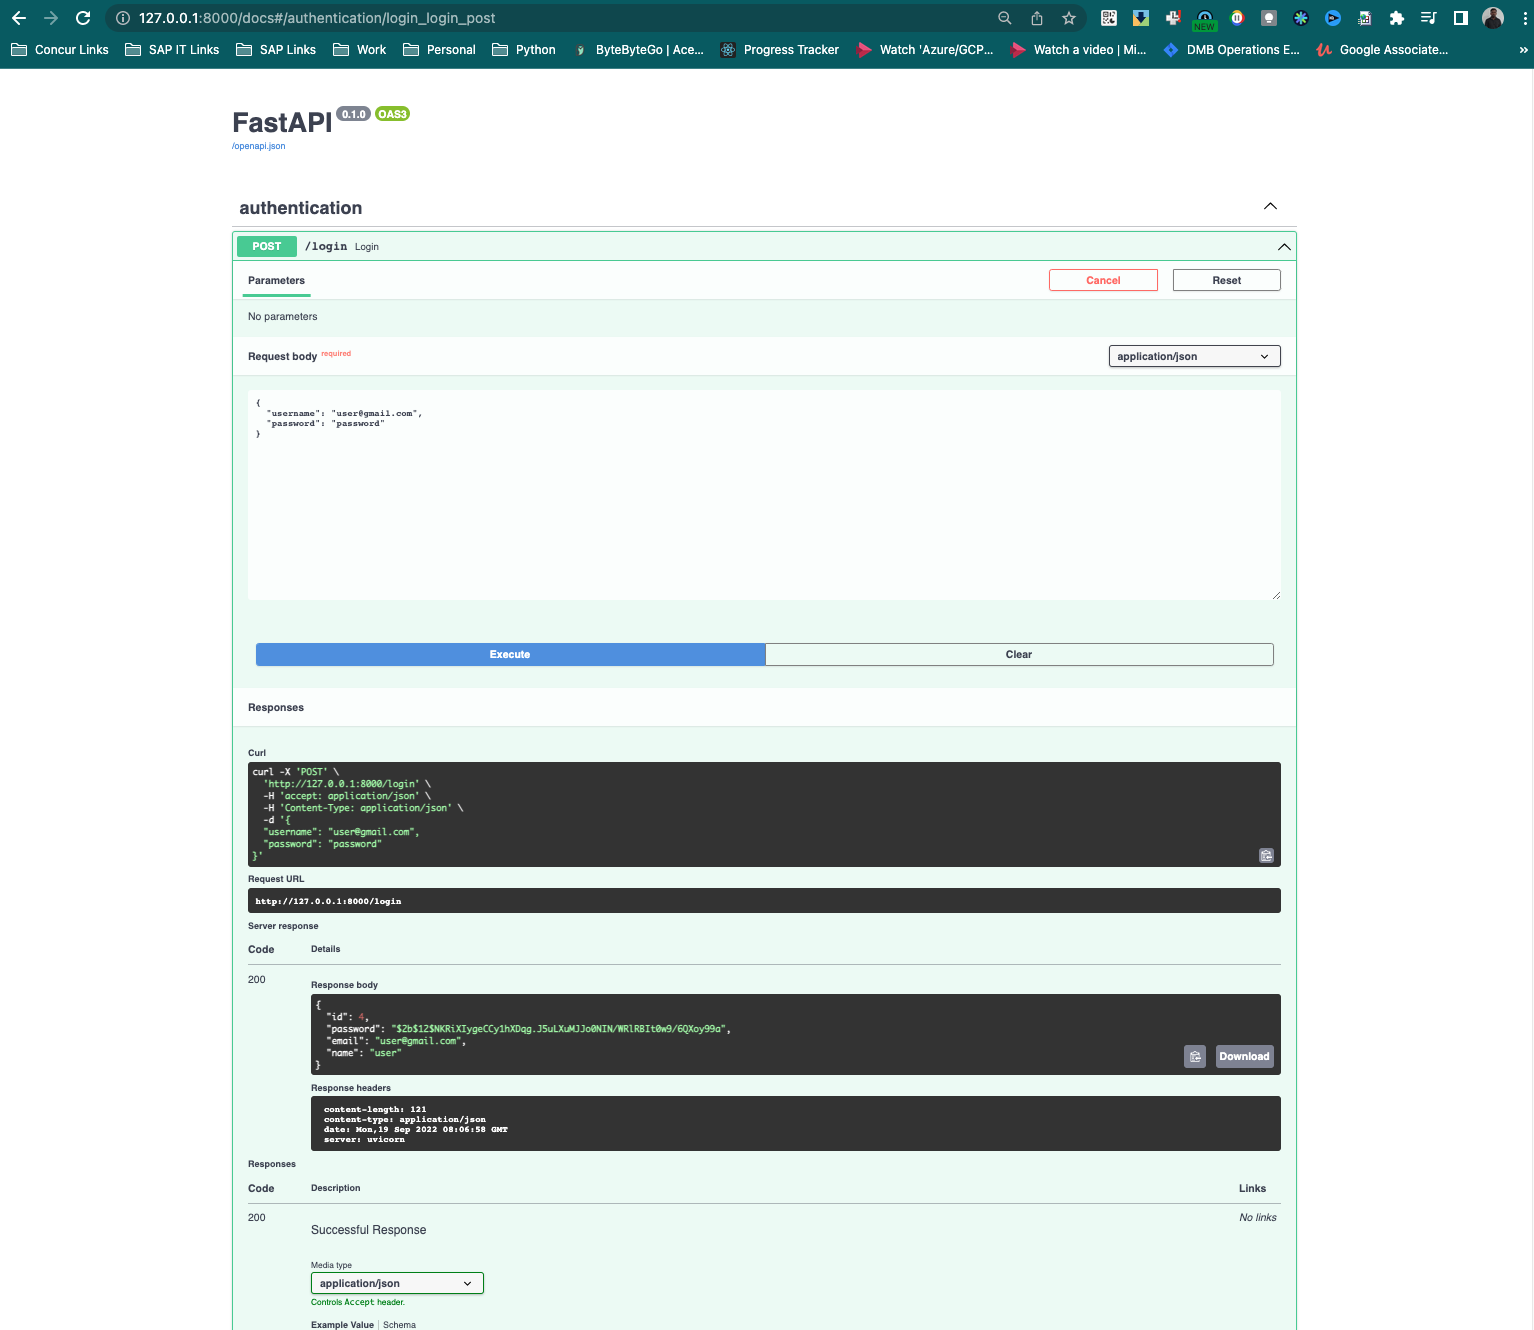 127.0.0.1:8000/docs#/authentication/login_login_post
NEW
Concur Links SAP IT Links SAP Links Work Personal Python ByteByteGo | Ace... Progress Tracker Watch 'Azure/GCP... Watch a video | Mi... DMB Operations E... Google Associate... »
FastAPI 0.1.0 OAS3
/openapi.json
authentication
POST /login Login
Parameters Cancel Reset
No parameters
Request body required application/json
{
"username": "user@gmail.com",
"password": "password"
}
Execute Clear
Responses
Curl
curl -X 'POST' \
'http://127.0.0.1:8000/login' \
-H 'accept: application/json' \
-H 'Content-Type: application/json' \
-d '{
"username": "user@gmail.com",
"password": "password"
}'
Request URL
http://127.0.0.1:8000/login
Server response
Code Details
200
Response body
{
"id": 4,
"password": "$2b$12$NKRiXIygeCCy1hXDqg.J5uLXuMJJo0NIN/WRlRBIt0w9/6QXoy99a",
"email": "user@gmail.com",
"name": "user"
}
Download
Response headers
content-length: 121
content-type: application/json
date: Mon,19 Sep 2022 08:06:58 GMT
server: uvicorn
Responses
Code Description Links
200 No links
Successful Response
Media type
application/json
Controls Accept header.
Example Value | Schema